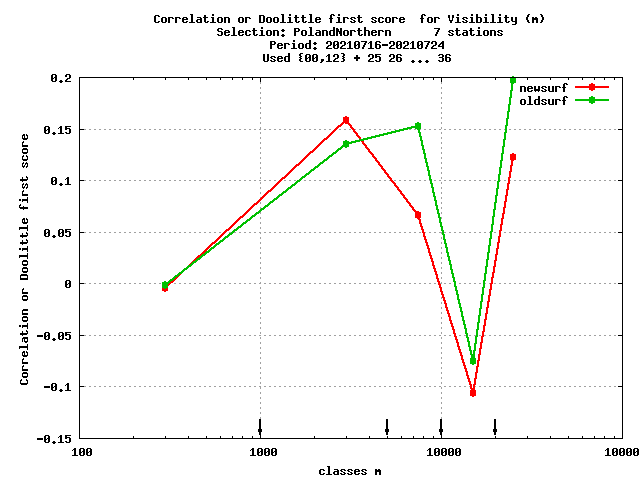 Correlation or Doolittle first score  for Visibility (m)
Selection: PolandNorthern      7 stations
Period: 20210716-20210724
Used {00,12} + 25 26 ... 36
newsurf
oldsurf
0.2
0.15
0.1
0.05
0
-0.05
-0.1
-0.15
Correlation or Doolittle first score
100
1000
10000
10000
classes m